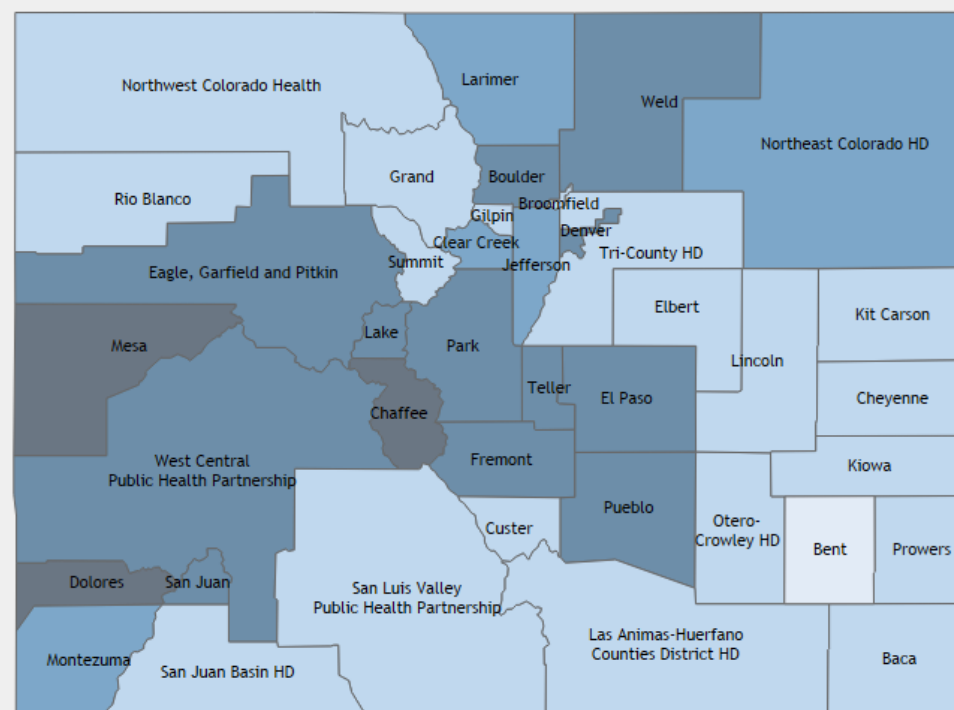 Larimer
Northwest Colorado Health
Weld
Northeast Colorado HD
Grand
Boulder
Rio Blanco
Broomfield
Gilpin
Denver
Clear Creek
Tri-County HD
Summit
Jefferson
Eagle, Garfield and Pitkin
Elbert
Kit Carson
Lake
Mesa
Park
Lincoln
Teller
El Paso
Cheyenne
Chaffee
West Central
Public Health Partnership
Fremont
Kiowa
Pueblo
Custer
Otero-
Crowley HD
Bent
Prowers
Dolores
San Juan
San Luis Valley
Public Health Partnership
Las Animas-Huerfano
Counties District HD
Montezuma
San Juan Basin HD
Baca